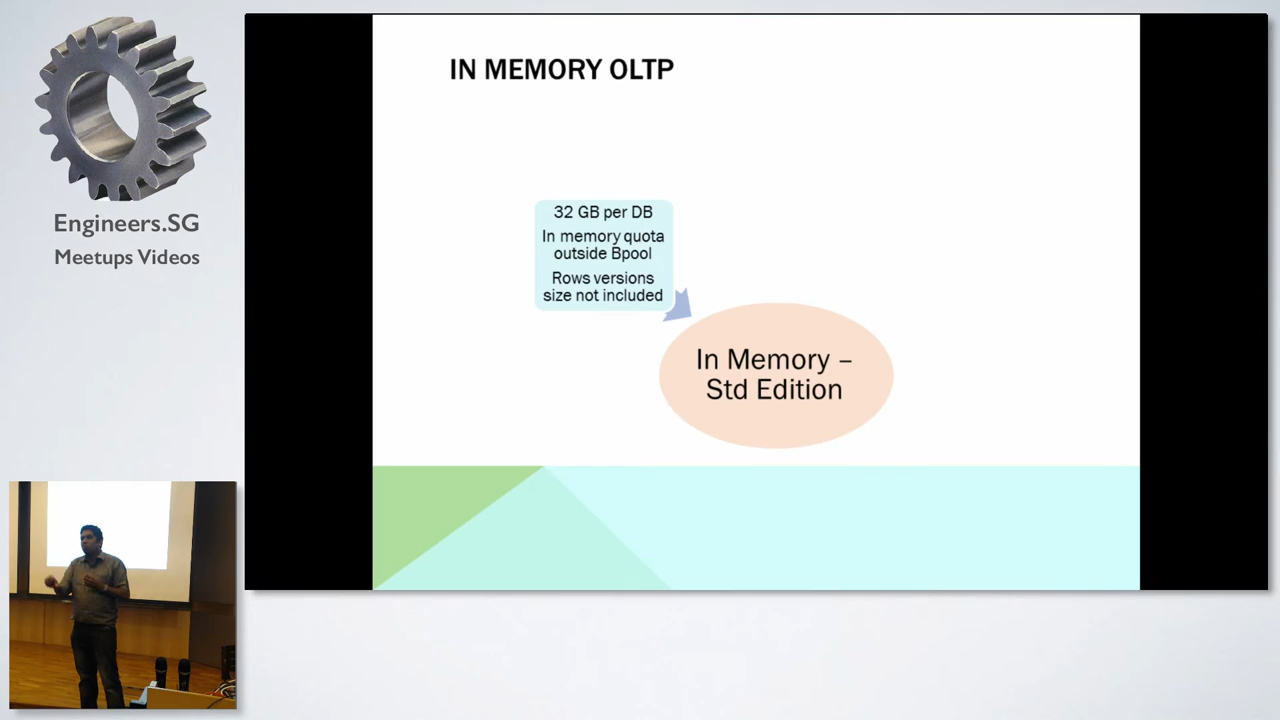 Engineers.SG
Meetups Videos
IN MEMORY OLTP
32 GB per DB
In memory quota
outside Bpool
Rows versions
size not included
In Memory –
Std Edition